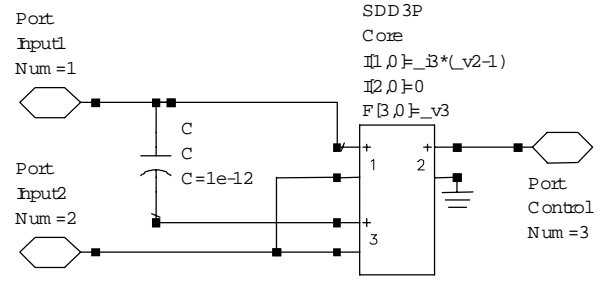 Port
Input1
Num=1
SDD3P
Core
I[1,0]=_i3*(_v2-1)
I[2,0]=0
F[3,0]=_v3
C
C
C=1e-12
+
1
+
2
Port
Input2
Num=2
+
3
Port
Control
Num=3